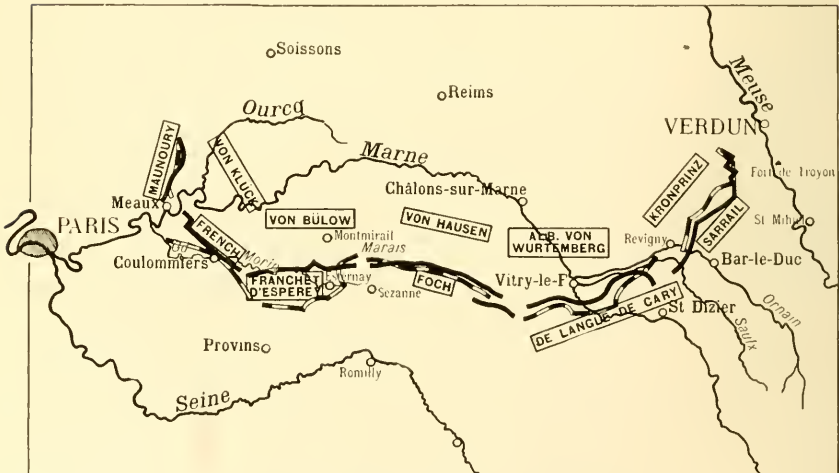 Soissons
Reims
Meuse
Ourcq
VERDUN
MAUNOURY
VON KLUCK
Marne
Fort de Troyon
Châlons-sur-Marne
KRONPRINZ
Meaux
VON BÜLOW
VON HAUSEN
ALB. VON
WURTEMBERG
SARRAIL
St Mihiel
PARIS
FRENCH
Montmirail
Marais
Revigny
Gd Morin
Coulommiers
Bar-le-Duc
FRANCHET
D'ESPEREY
Esternay
FOCH
Vitry-le-F
Sezanne
DE LANGLE DE CARY
St Dizier
Ornain
Saulx
Provins
Romilly
Seine